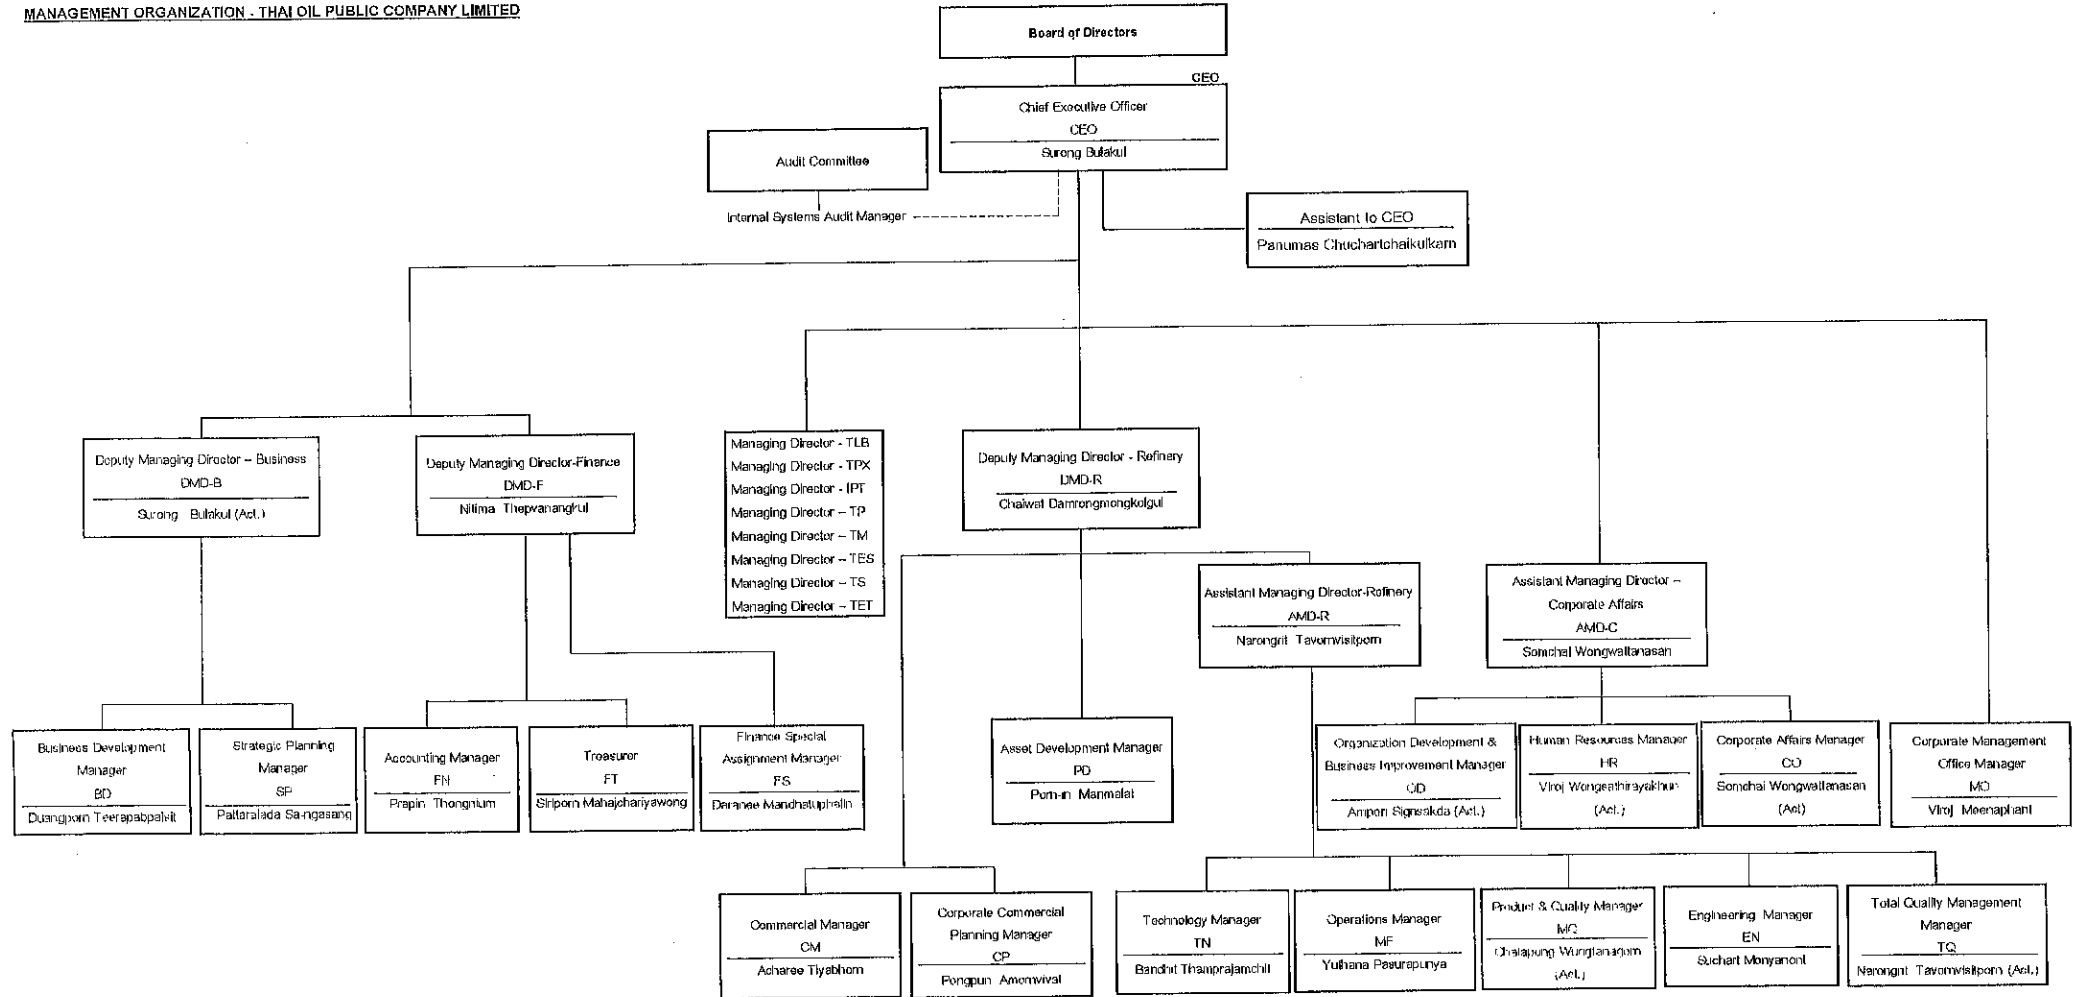 MANAGEMENT ORGANIZATION - THAI OIL PUBLIC COMPANY LIMITED
Board of Directors
CEO
Chief Executive Officer
CEO
Surong Bulakul
Audit Committee
Internal Systems Audit Manager
Assistant to CEO
Panumas Chuchartchaikulkarn
Deputy Managing Director – Business
DMD-B
Surong Bulakul (Act.)
Deputy Managing Director-Finance
DMD-F
Nitima Thepvanangkul
Managing Director - TLB
Managing Director - TPX
Managing Director - IPT
Managing Director - TP
Managing Director – TM
Managing Director – TES
Managing Director – TS
Managing Director – TET
Deputy Managing Director - Refinery
DMD-R
Chaiwat Damrongmongkolgul
Assistant Managing Director-Refinery
AMD-R
Narongrit Tavornvisitporn
Assistant Managing Director –
Corporate Affairs
AMD-C
Somchai Wongwattanasan
Business Development
Manager
BD
Duangporn Teerapabpaisit
Strategic Planning
Manager
SP
Pattaralada Sa-ngasang
Accounting Manager
FN
Prapin Thongnium
Treasurer
FT
Siriporn Mahajchariyawong
Finance Special
Assignment Manager
FS
Daranee
Asset Development Manager
PD
Porn-in Manmalai
Organization Development &
Business Improvement Manager
OD
Ampon Signsakda (Act.)
Human Resources Manager
HR
Viroj
(Act.)
Corporate Affairs Manager
CO
Somchai Wongwattanasan
(Act)
Corporate Management
Office Manager
MO
Viroj Meenaphant
Commercial Manager
CM
Acharee Tiyabhorn
Corporate Commercial
Planning Manager
CP
Pongpun Amornvivat
Technology Manager
TN
Bandhit Thamprajamchit
Operations Manager
MF
Yuthana Pasurapunya
Product & Quality Manager
MQ
(Act.)
Engineering Manager
EN
Suchart Monyanont
Total Quality Management
Manager
TQ
Narongrit Tavornvisitporn (Act.)